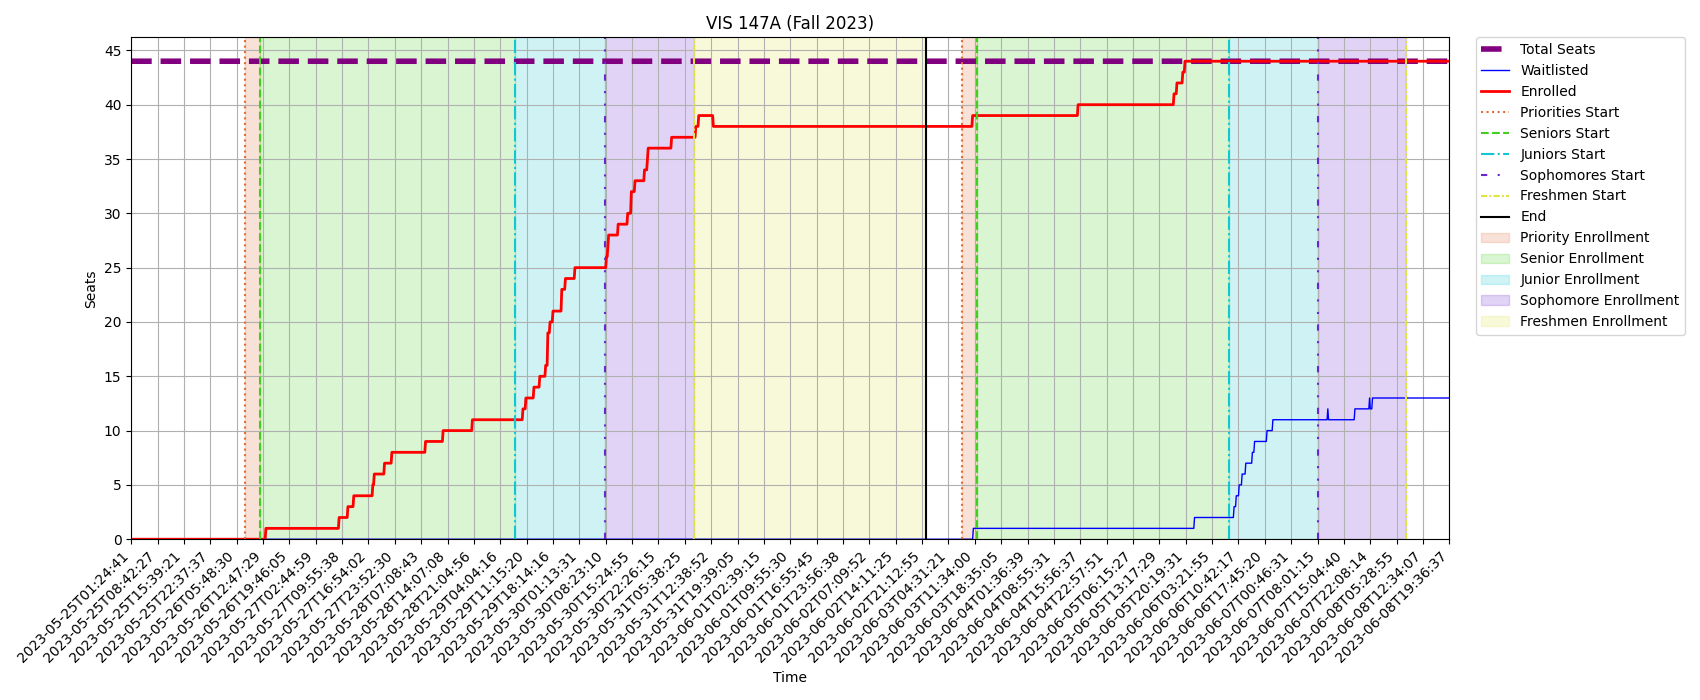 VIS 147A (Fall 2023)
Seats
45
40
35
30
25
20
15
10
5
0
2023-05-25T01:24:41
2023-05-25T08:42:27
2023-05-25T15:39:21
2023-05-25T22:37:37
2023-05-26T05:48:30
2023-05-26T12:47:29
2023-05-26T19:46:05
2023-05-27T02:44:59
2023-05-27T09:55:38
2023-05-27T16:54:02
2023-05-27T23:52:30
2023-05-28T07:08:43
2023-05-28T14:07:08
2023-05-28T21:04:56
2023-05-29T04:04:16
2023-05-29T11:15:20
2023-05-29T18:14:16
2023-05-30T01:13:31
2023-05-30T08:23:10
2023-05-30T15:24:55
2023-05-30T22:26:15
2023-05-31T05:38:25
2023-05-31T12:38:52
2023-05-31T19:39:05
2023-06-01T02:39:15
2023-06-01T09:55:30
2023-06-01T16:55:45
2023-06-01T23:56:38
2023-06-02T07:09:52
2023-06-02T14:11:25
2023-06-02T21:12:55
2023-06-03T04:31:21
2023-06-03T11:34:00
2023-06-03T18:35:05
2023-06-04T01:36:39
2023-06-04T08:55:31
2023-06-04T15:56:37
2023-06-04T22:57:51
2023-06-05T06:15:27
2023-06-05T13:17:29
2023-06-05T20:19:31
2023-06-06T03:21:55
2023-06-06T10:42:17
2023-06-06T17:45:20
2023-06-07T00:46:31
2023-06-07T08:01:15
2023-06-07T15:04:40
2023-06-07T22:08:14
2023-06-08T05:28:55
2023-06-08T12:34:07
2023-06-08T19:36:37
Time
Total Seats
Waitlisted
Enrolled
Priorities Start
Seniors Start
Juniors Start
Sophomores Start
Freshmen Start
End
Priority Enrollment
Senior Enrollment
Junior Enrollment
Sophomore Enrollment
Freshmen Enrollment